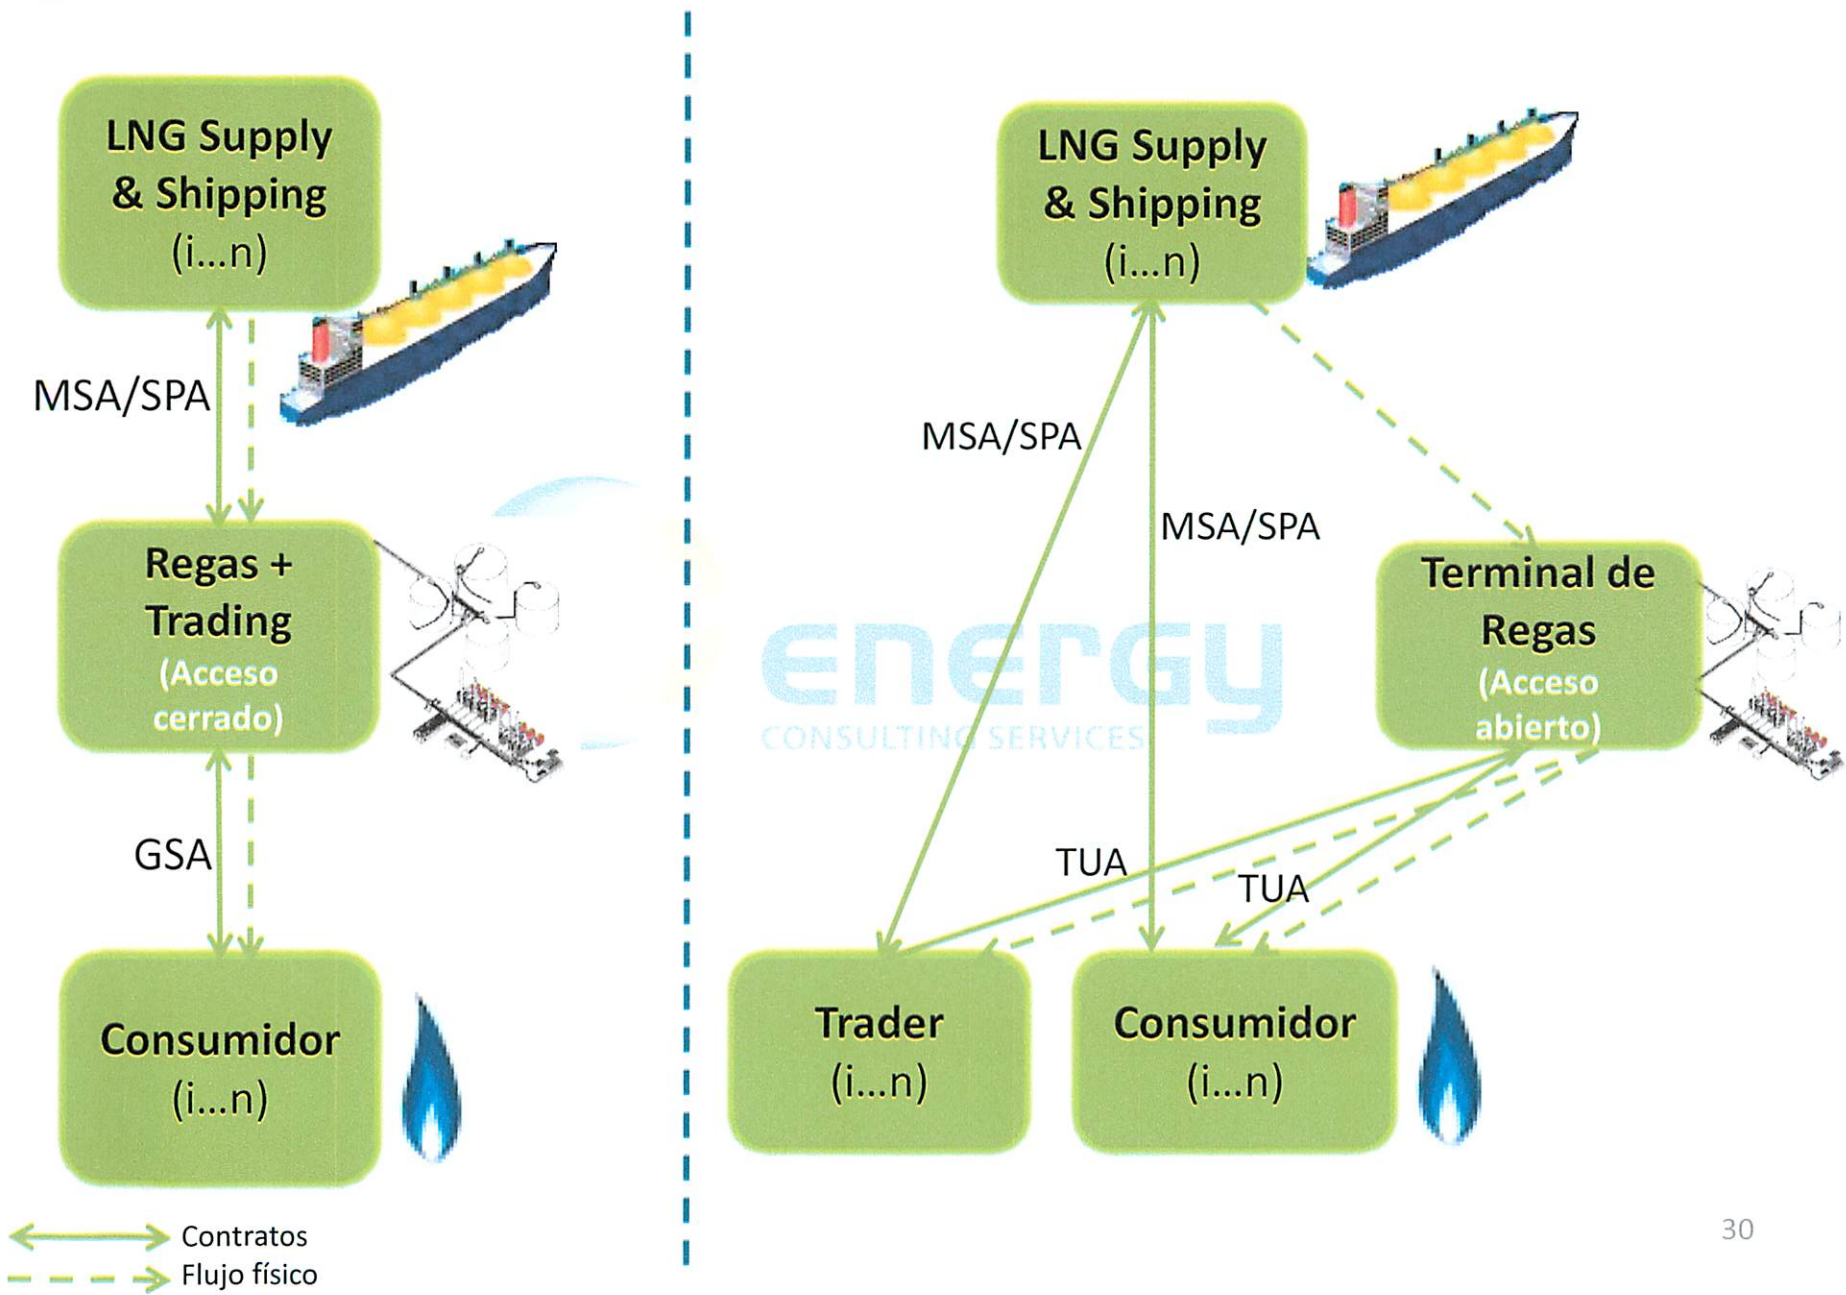 LNG Supply
& Shipping
(i...n)
MSA/SPA
Regas +
Trading
(Acceso
cerrado)
GSA
Consumidor
(i...n)
Contratos
Flujo físico
LNG Supply
& Shipping
(i...n)
MSA/SPA
MSA/SPA
Terminal de
Regas
(Acceso
abierto)
energy
CONSULTING SERVICES
TUA
TUA
Trader
(i...n)
Consumidor
(i...n)
30